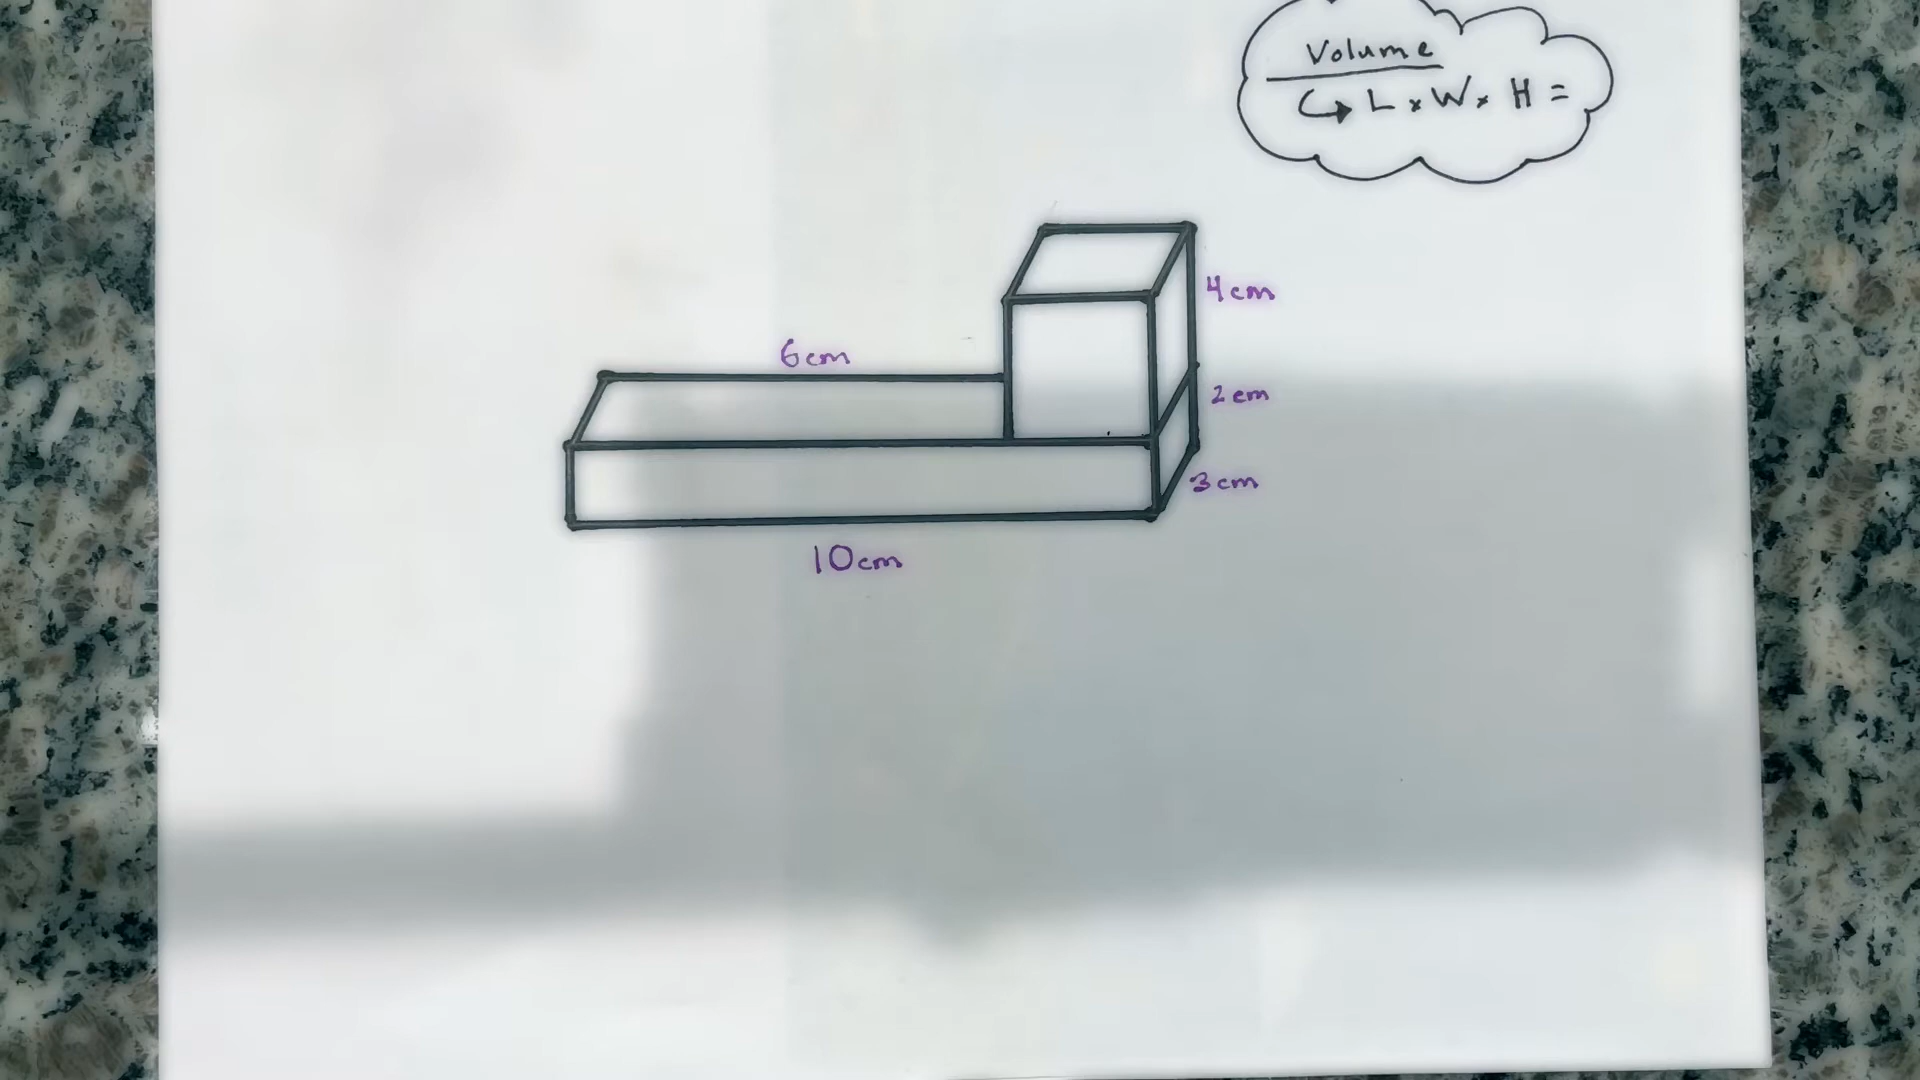 Volume
↳ L × W × H =
4cm
6cm
2cm
3cm
10cm